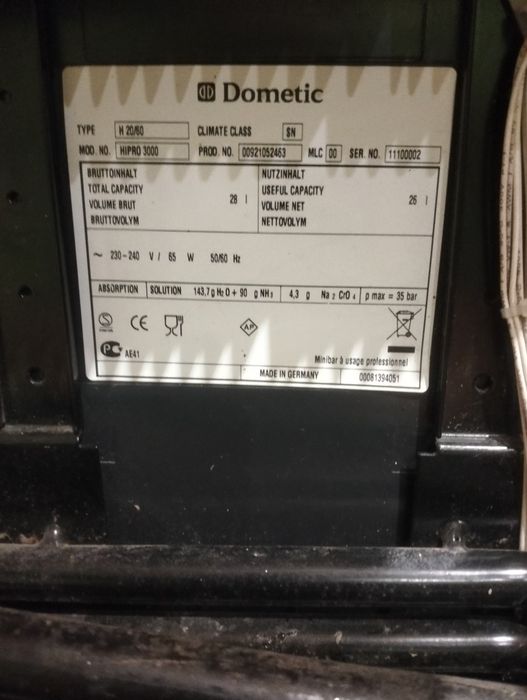 Dometic
TYPE H 20/60 CLIMATE CLASS SN
MOD. NO. HIPRO 3000 PROD. NO. 00921052463 MLC 00 SER. NO. 11100002
BRUTTOINHALT
TOTAL CAPACITY
VOLUME BRUT 28 l
BRUTTOVOLYM
NUTZINHALT
USEFUL CAPACITY
VOLUME NET 26 l
NETTOVOLYM
~ 230-240 V / 65 W 50/60 Hz
ABSORPTION SOLUTION 143,7 g H2O + 90 g NH3 4,3 g Na2CrO4 p max = 35 bar
CE
AP
PC AE41
Minibar à usage professionnel
MADE IN GERMANY 00081394051